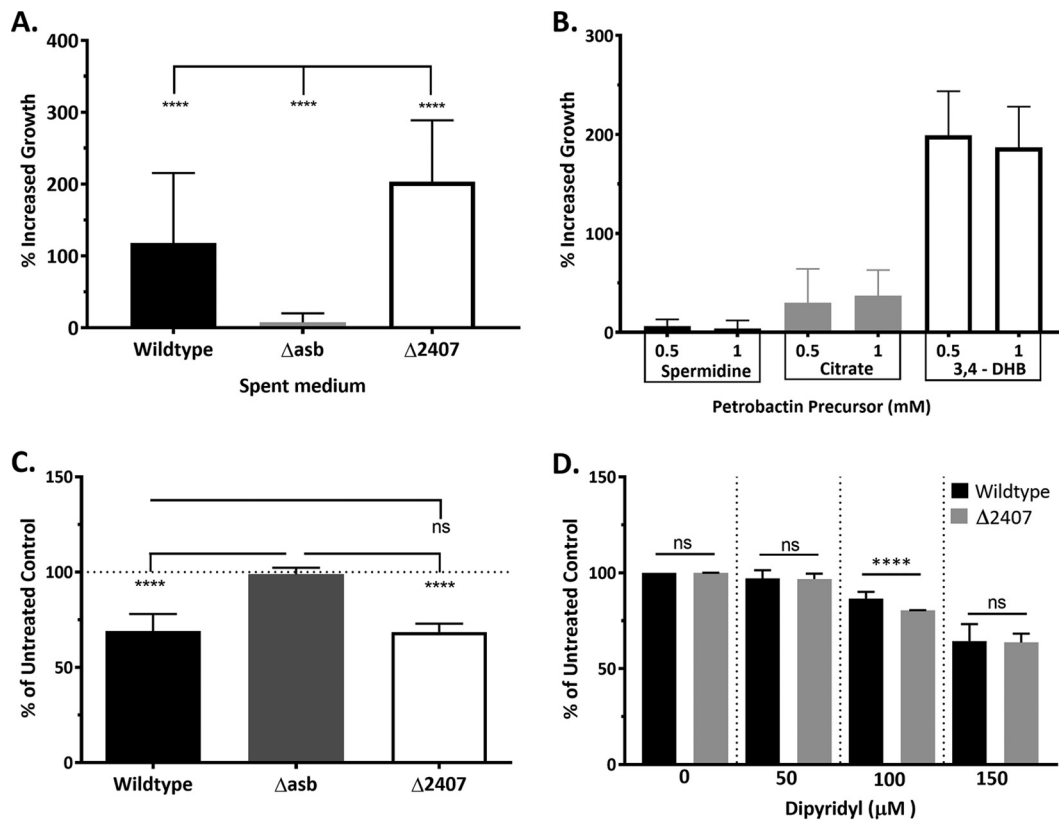 A.
% Increased Growth
400
300
200
100
0
**** **** ****
Wildtype Δasb Δ2407
Spent medium
B.
% Increased Growth
300
200
100
0
0.5 1 0.5 1 0.5 1
Spermidine Citrate 3,4 - DHB
Petrobactin Precursor (mM)
C.
% of Untreated Control
150
100
50
0
ns
**** ****
Wildtype Δasb Δ2407
D.
% of Untreated Control
150
100
50
0
Wildtype
Δ2407
ns ns **** ns
0 50 100 150
Dipyridyl (μM )